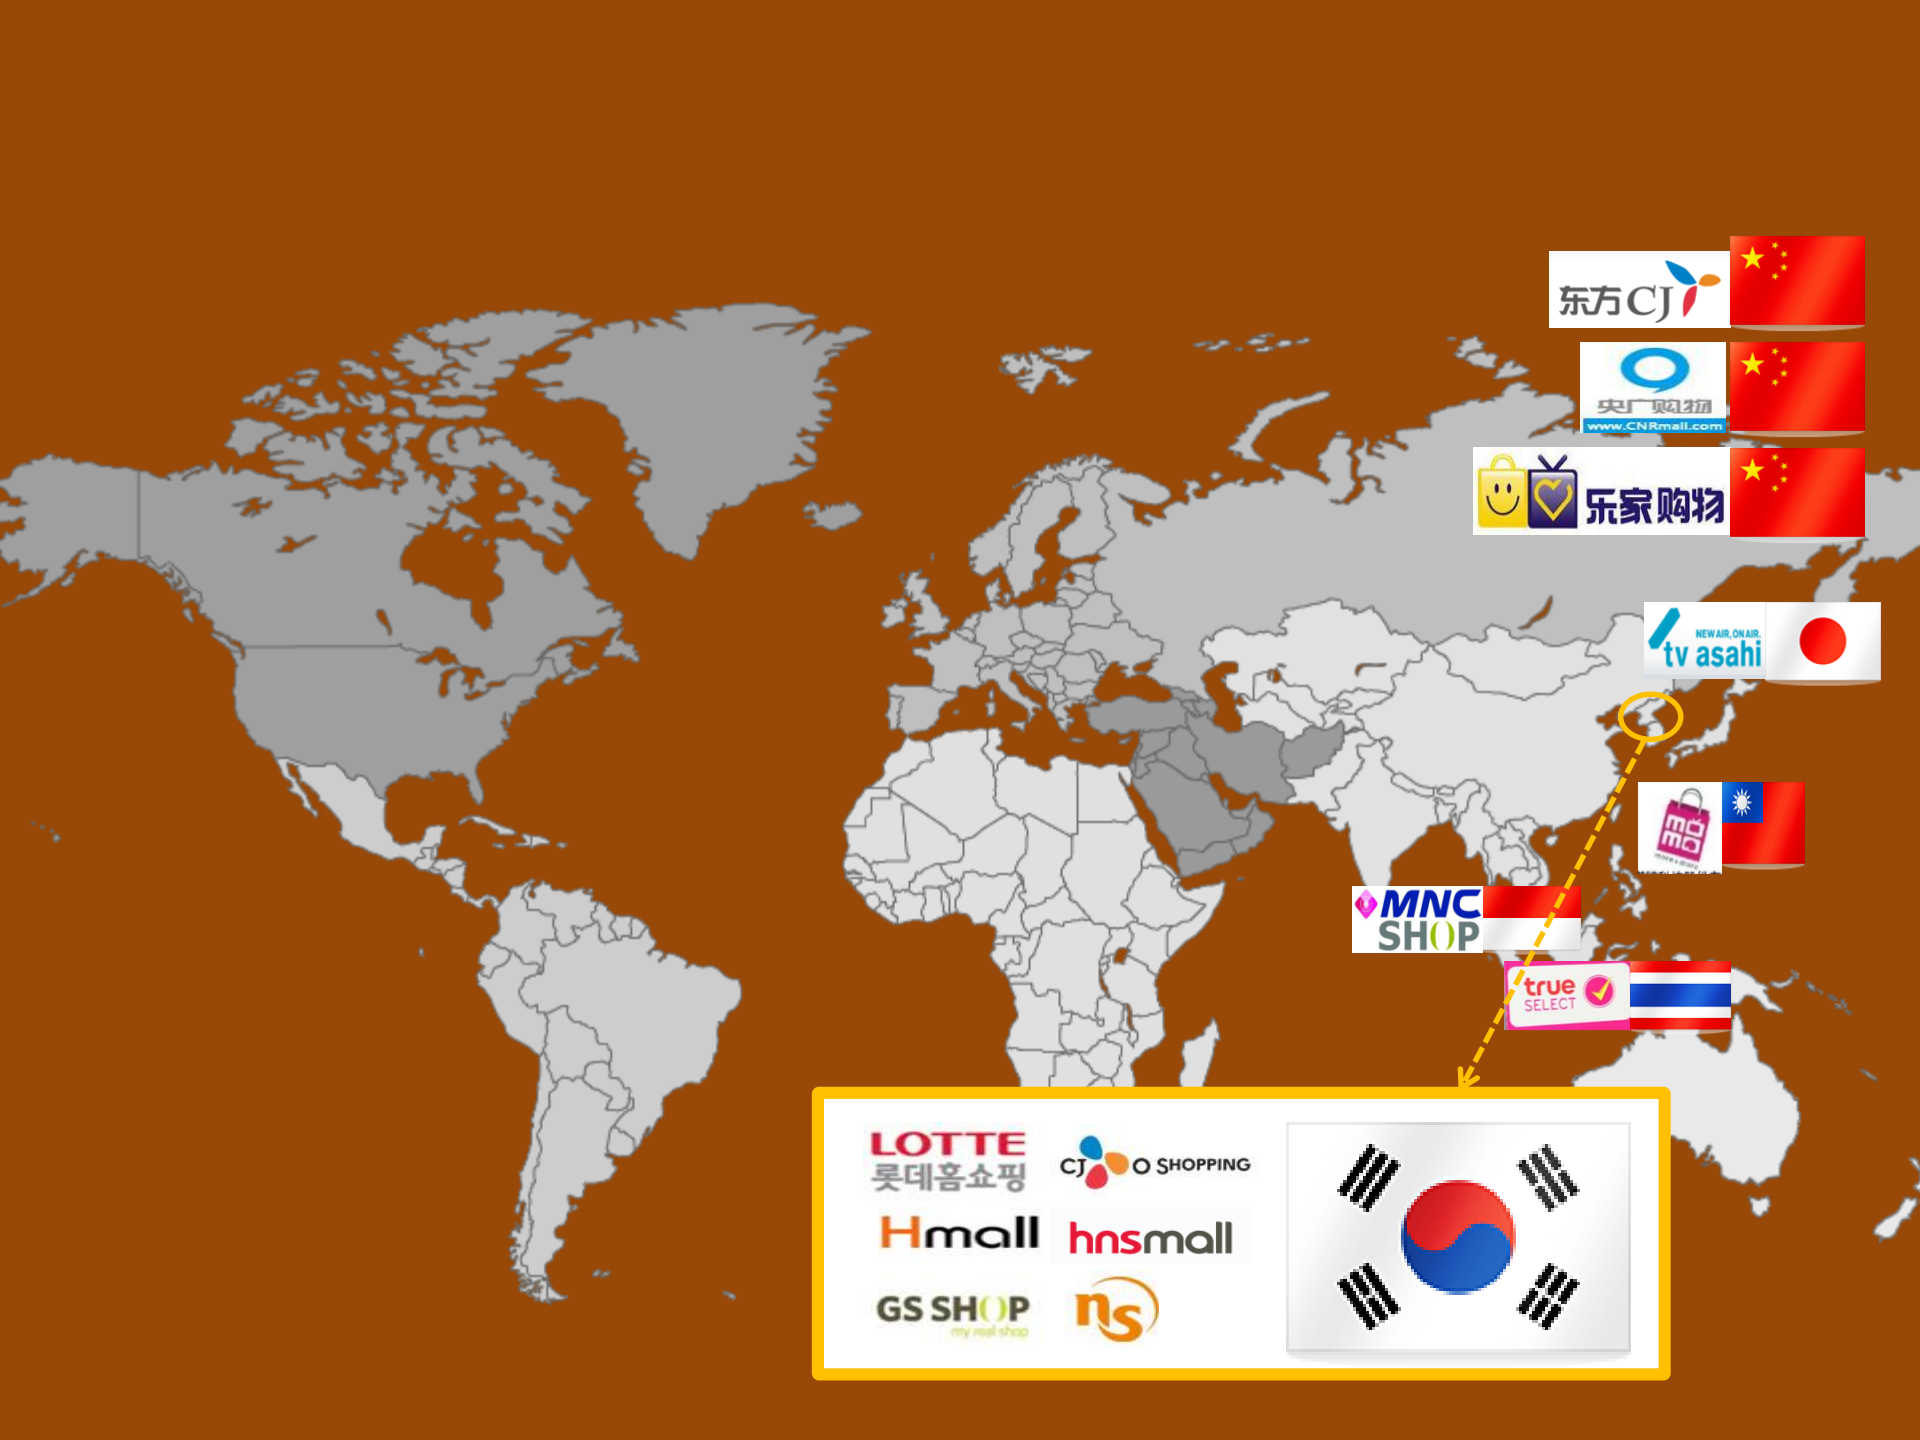 东方CJ
央广购物
www.CNRmall.com
乐家购物
NEW AIR, ON AIR.
tv asahi
momo
MNC
SHOP
true
SELECT
LOTTE
롯데홈쇼핑
CJ O SHOPPING
Hmall
hnsmall
GS SHOP
my real shop
ns